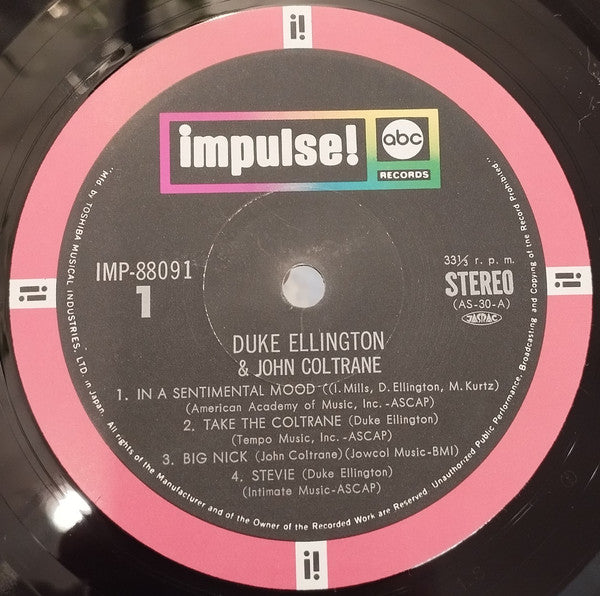 i!
impulse!
abc
RECORDS
IMP-88091
1
33⅓ r. p. m.
STEREO
(AS-30-A)
JASRAC
DUKE ELLINGTON
& JOHN COLTRANE
1. IN A SENTIMENTAL MOOD ((I. Mills, D. Ellington, M. Kurtz)
(American Academy of Music, Inc. -ASCAP)
2. TAKE THE COLTRANE (Duke Ellington)
(Tempo Music, Inc. -ASCAP)
3. BIG NICK (John Coltrane) (Jowcol Music-BMI)
4. STEVIE (Duke Ellington)
(Intimate Music-ASCAP)
"Mfd by TOSHIBA MUSICAL INDUSTRIES, LTD. in Japan. All rights of the Manufacturer and of the Owner of the Recorded Work are Reserved. Unauthorized Public Performance, Broadcasting and Copying of the Record Prohibited."
i!
i!
i!